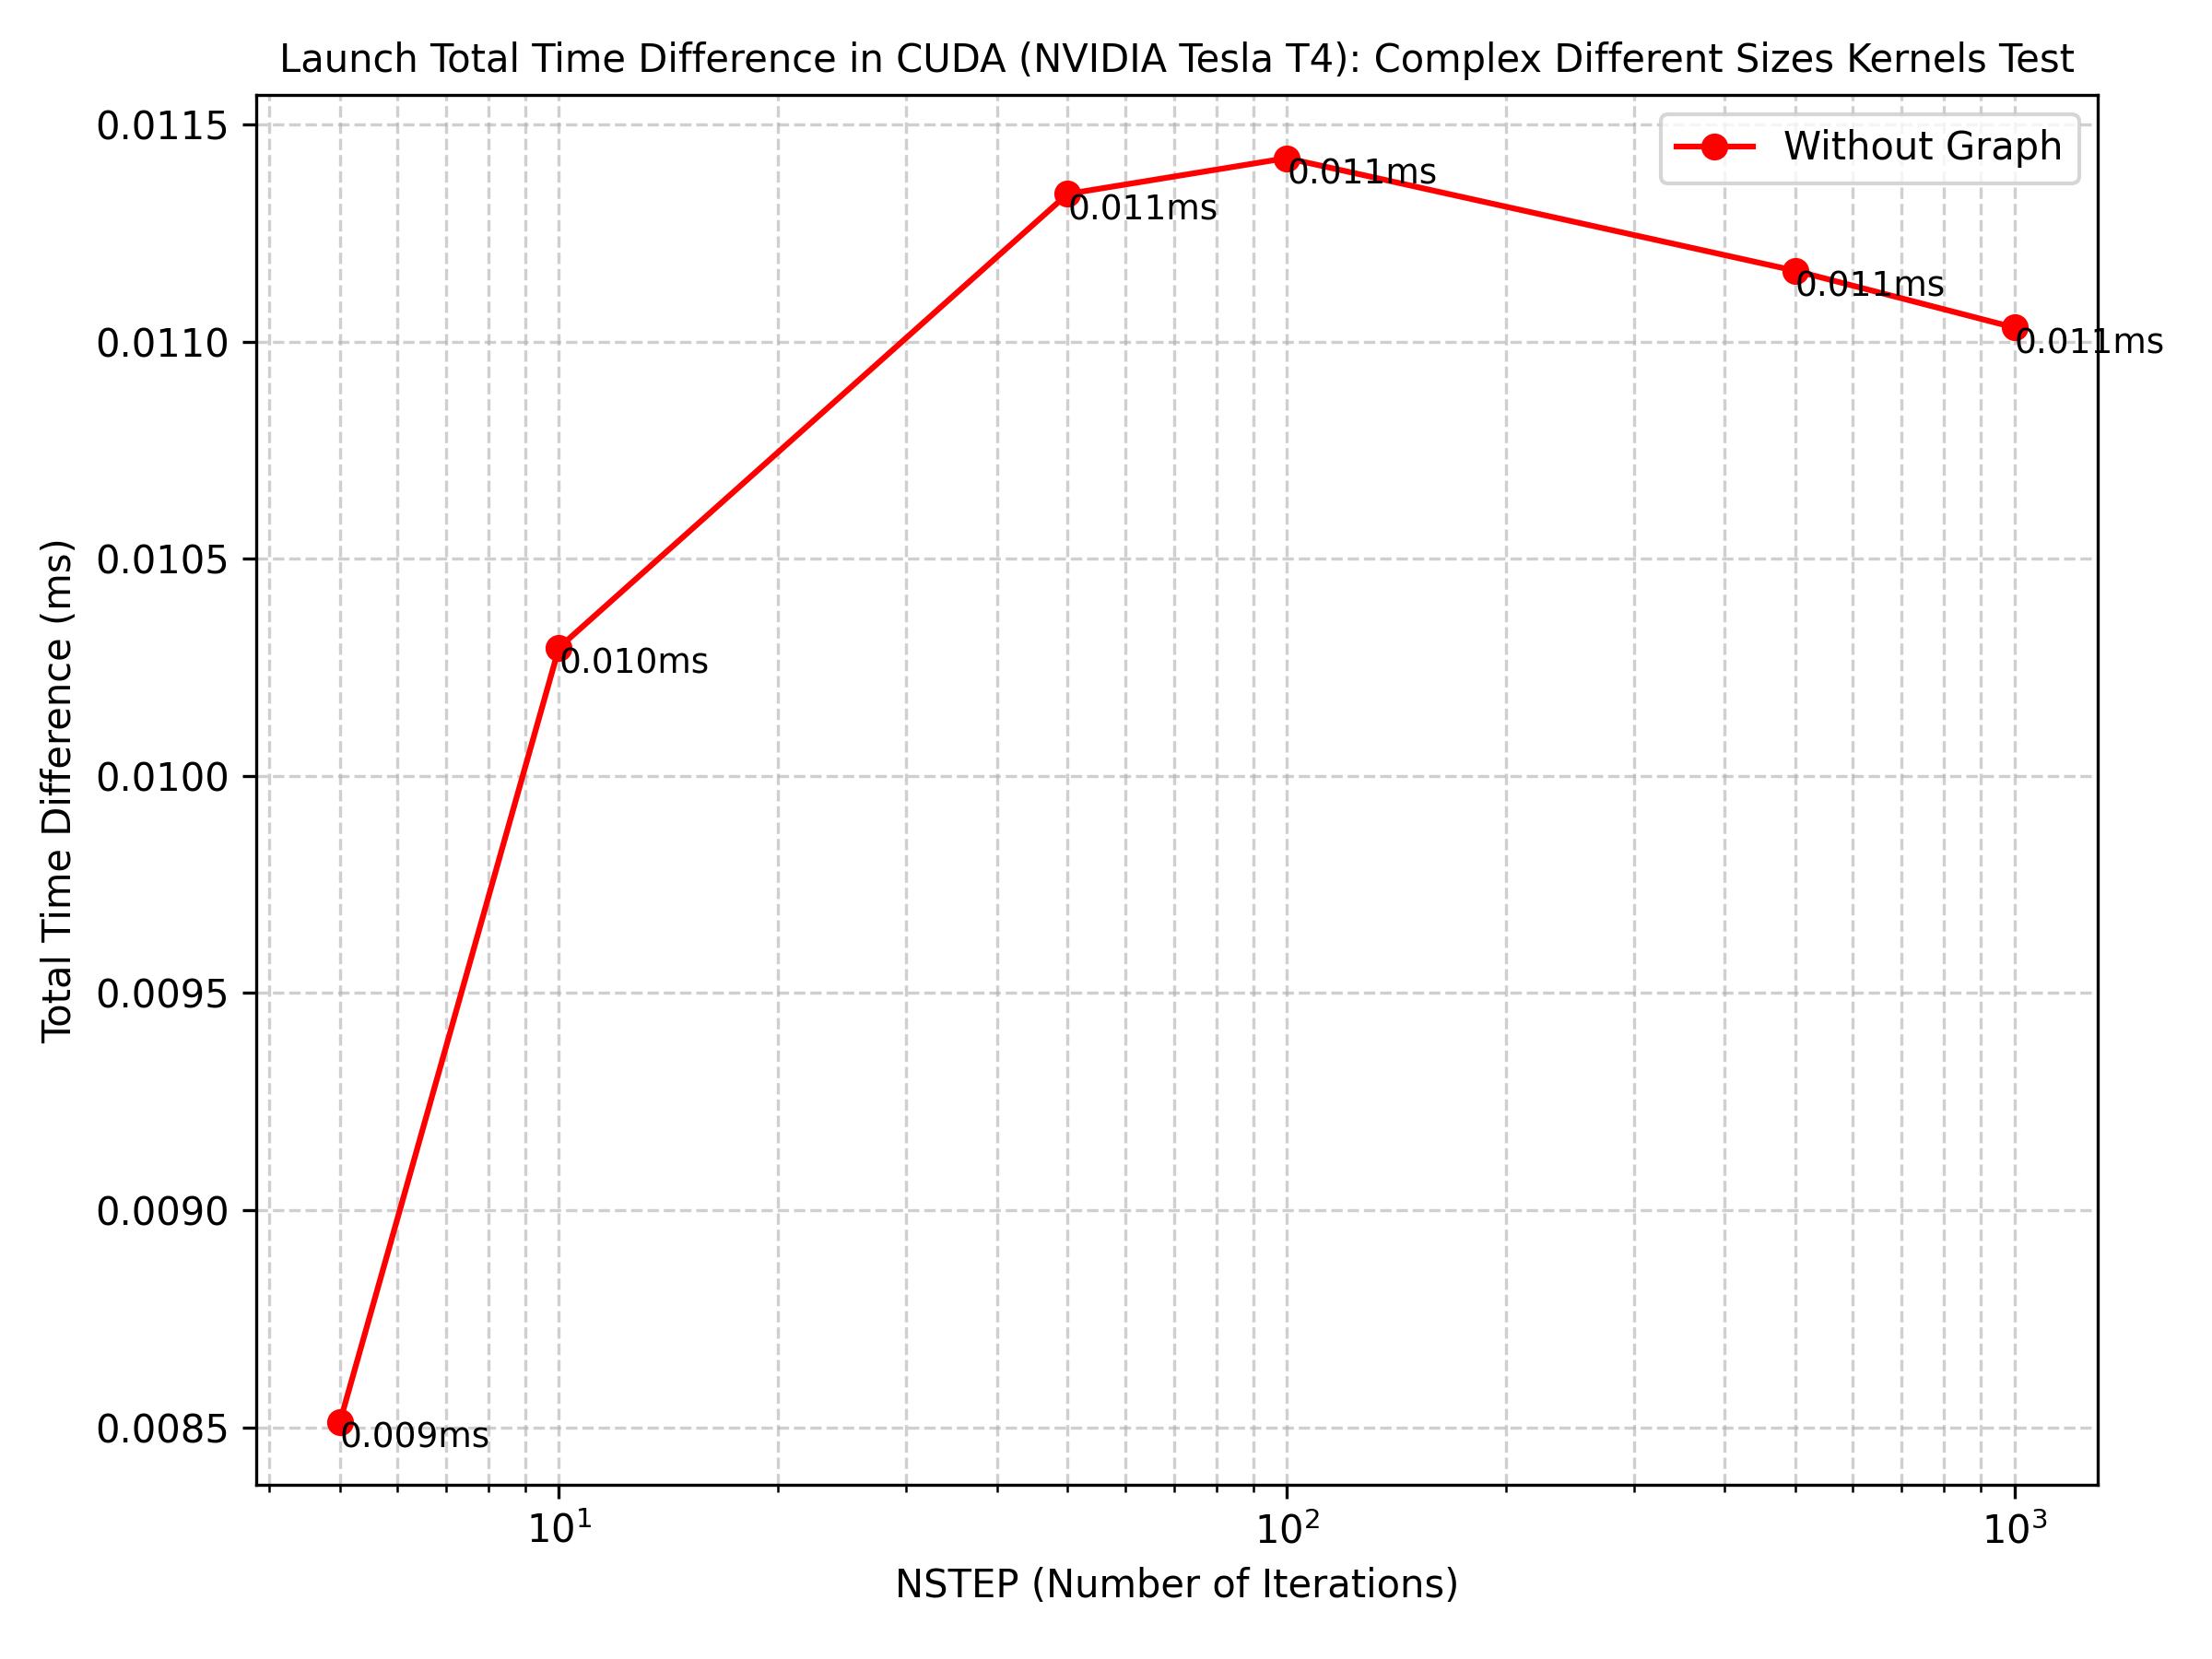 Launch Total Time Difference in CUDA (NVIDIA Tesla T4): Complex Different Sizes Kernels Test
Without Graph
Total Time Difference (ms)
0.0115
0.0110
0.0105
0.0100
0.0095
0.0090
0.0085
0.009ms
0.010ms
0.011ms
0.011ms
0.011ms
0.011ms
10¹
10²
10³
NSTEP (Number of Iterations)